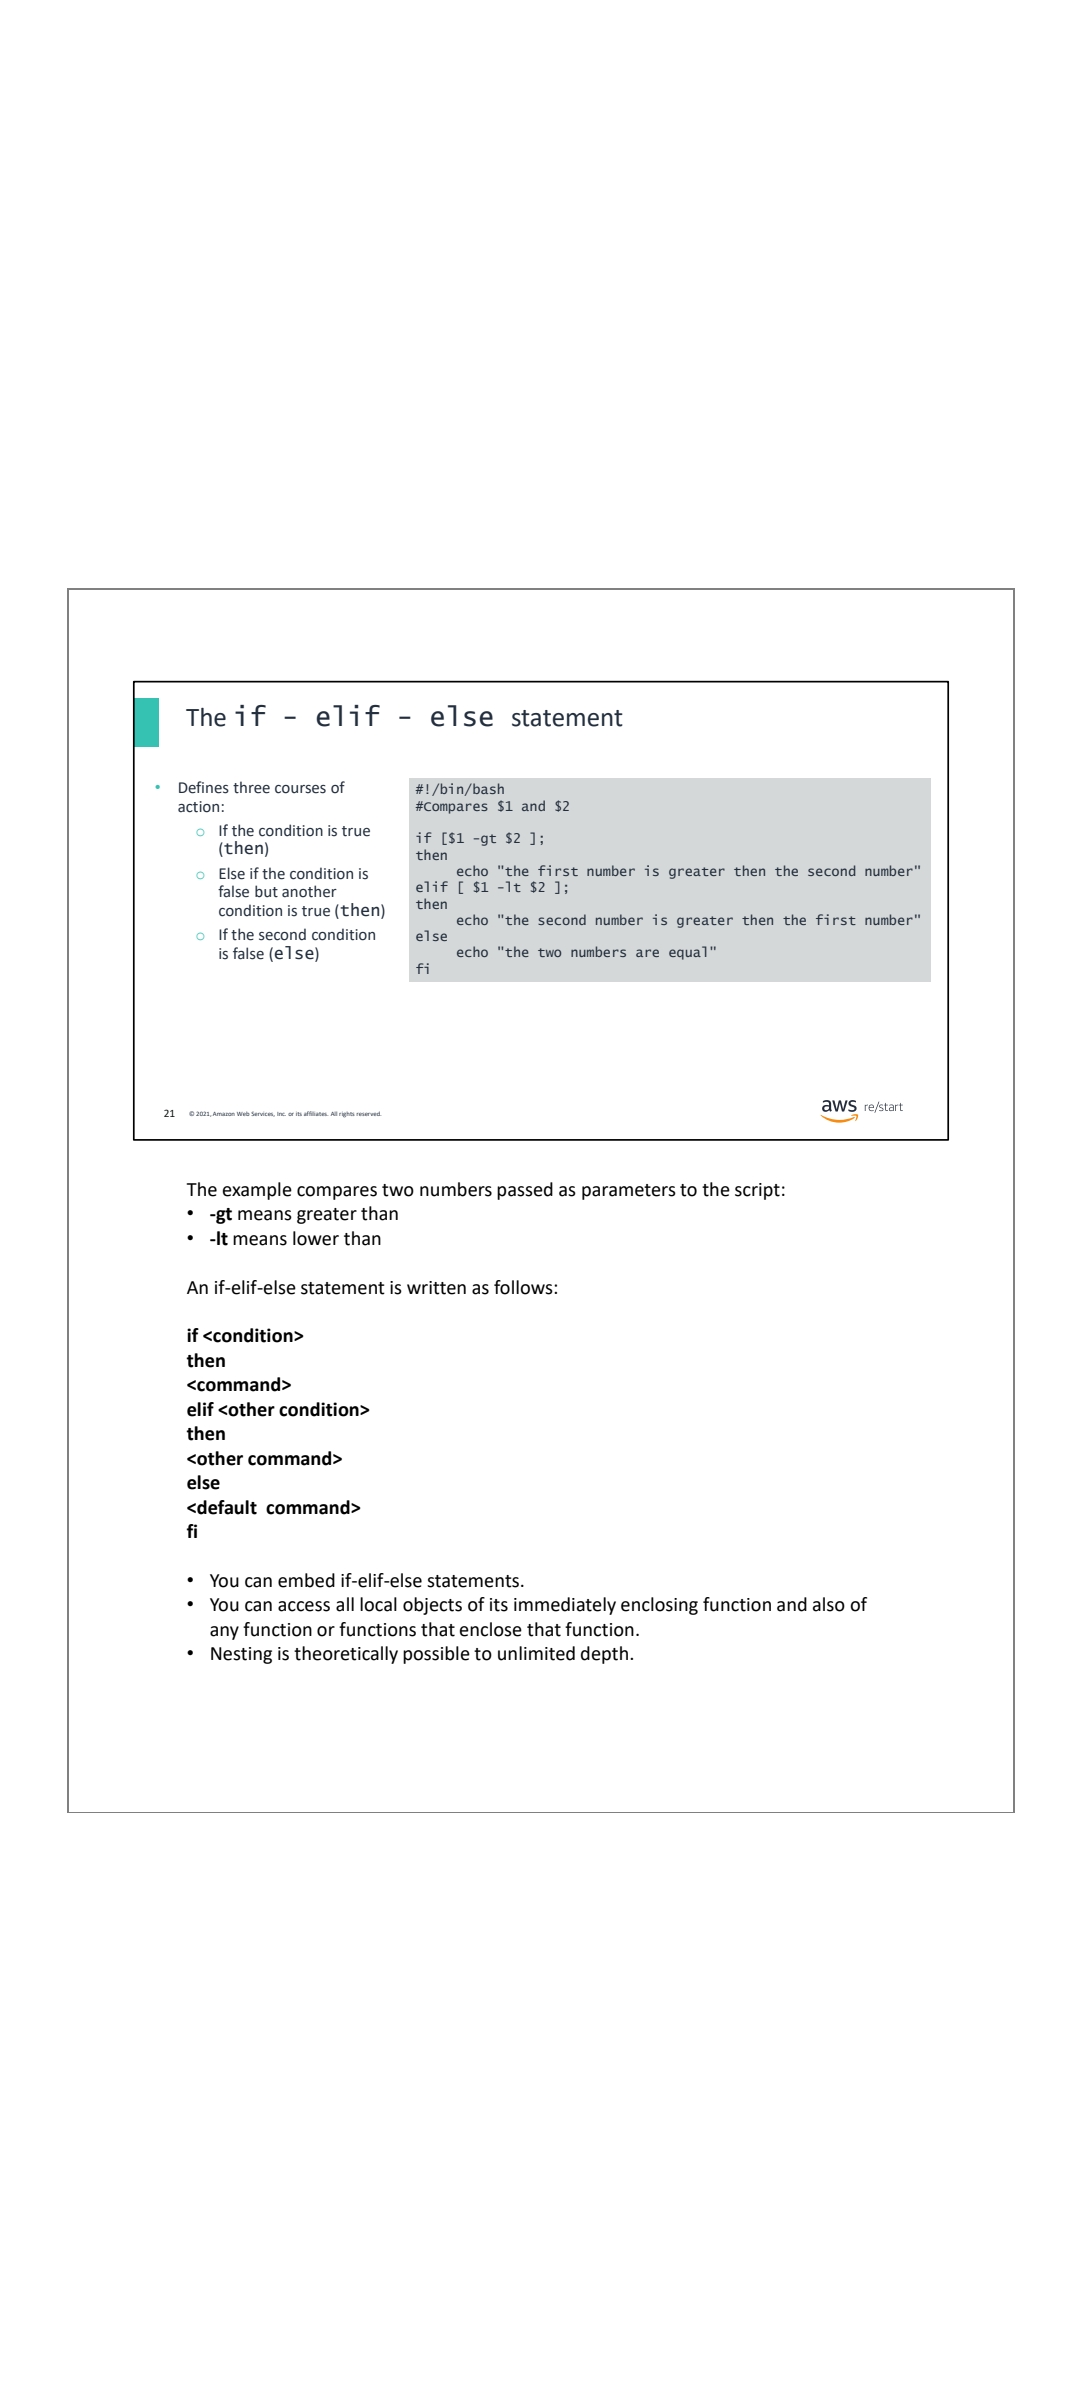 The if – elif – else statement
• Defines three courses of
action:
o If the condition is true
(then)
o Else if the condition is
false but another
condition is true (then)
o If the second condition
is false (else)
#!/bin/bash
#Compares $1 and $2

if [$1 -gt $2 ];
then
     echo "the first number is greater then the second number"
elif [ $1 -lt $2 ];
then
     echo "the second number is greater then the first number"
else
     echo "the two numbers are equal"
fi
21 © 2021, Amazon Web Services, Inc. or its affiliates. All rights reserved.
aws re/start
The example compares two numbers passed as parameters to the script:
• -gt means greater than
• -lt means lower than

An if-elif-else statement is written as follows:

if <condition>
then
<command>
elif <other condition>
then
<other command>
else
<default  command>
fi

• You can embed if-elif-else statements.
• You can access all local objects of its immediately enclosing function and also of
any function or functions that enclose that function.
• Nesting is theoretically possible to unlimited depth.